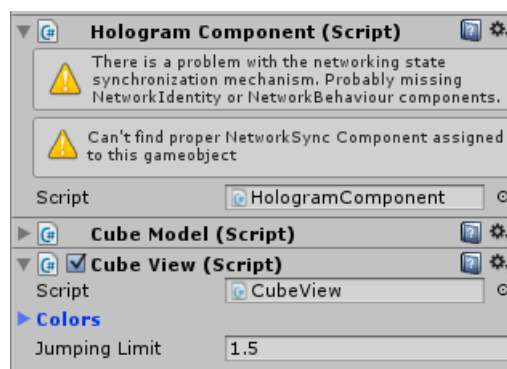 Hologram Component (Script)
There is a problem with the networking state
synchronization mechanism. Probably missing
NetworkIdentity or NetworkBehaviour components.
Can't find proper NetworkSync Component assigned
to this gameobject
Script HologramComponent
Cube Model (Script)
Cube View (Script)
Script CubeView
Colors
Jumping Limit 1.5